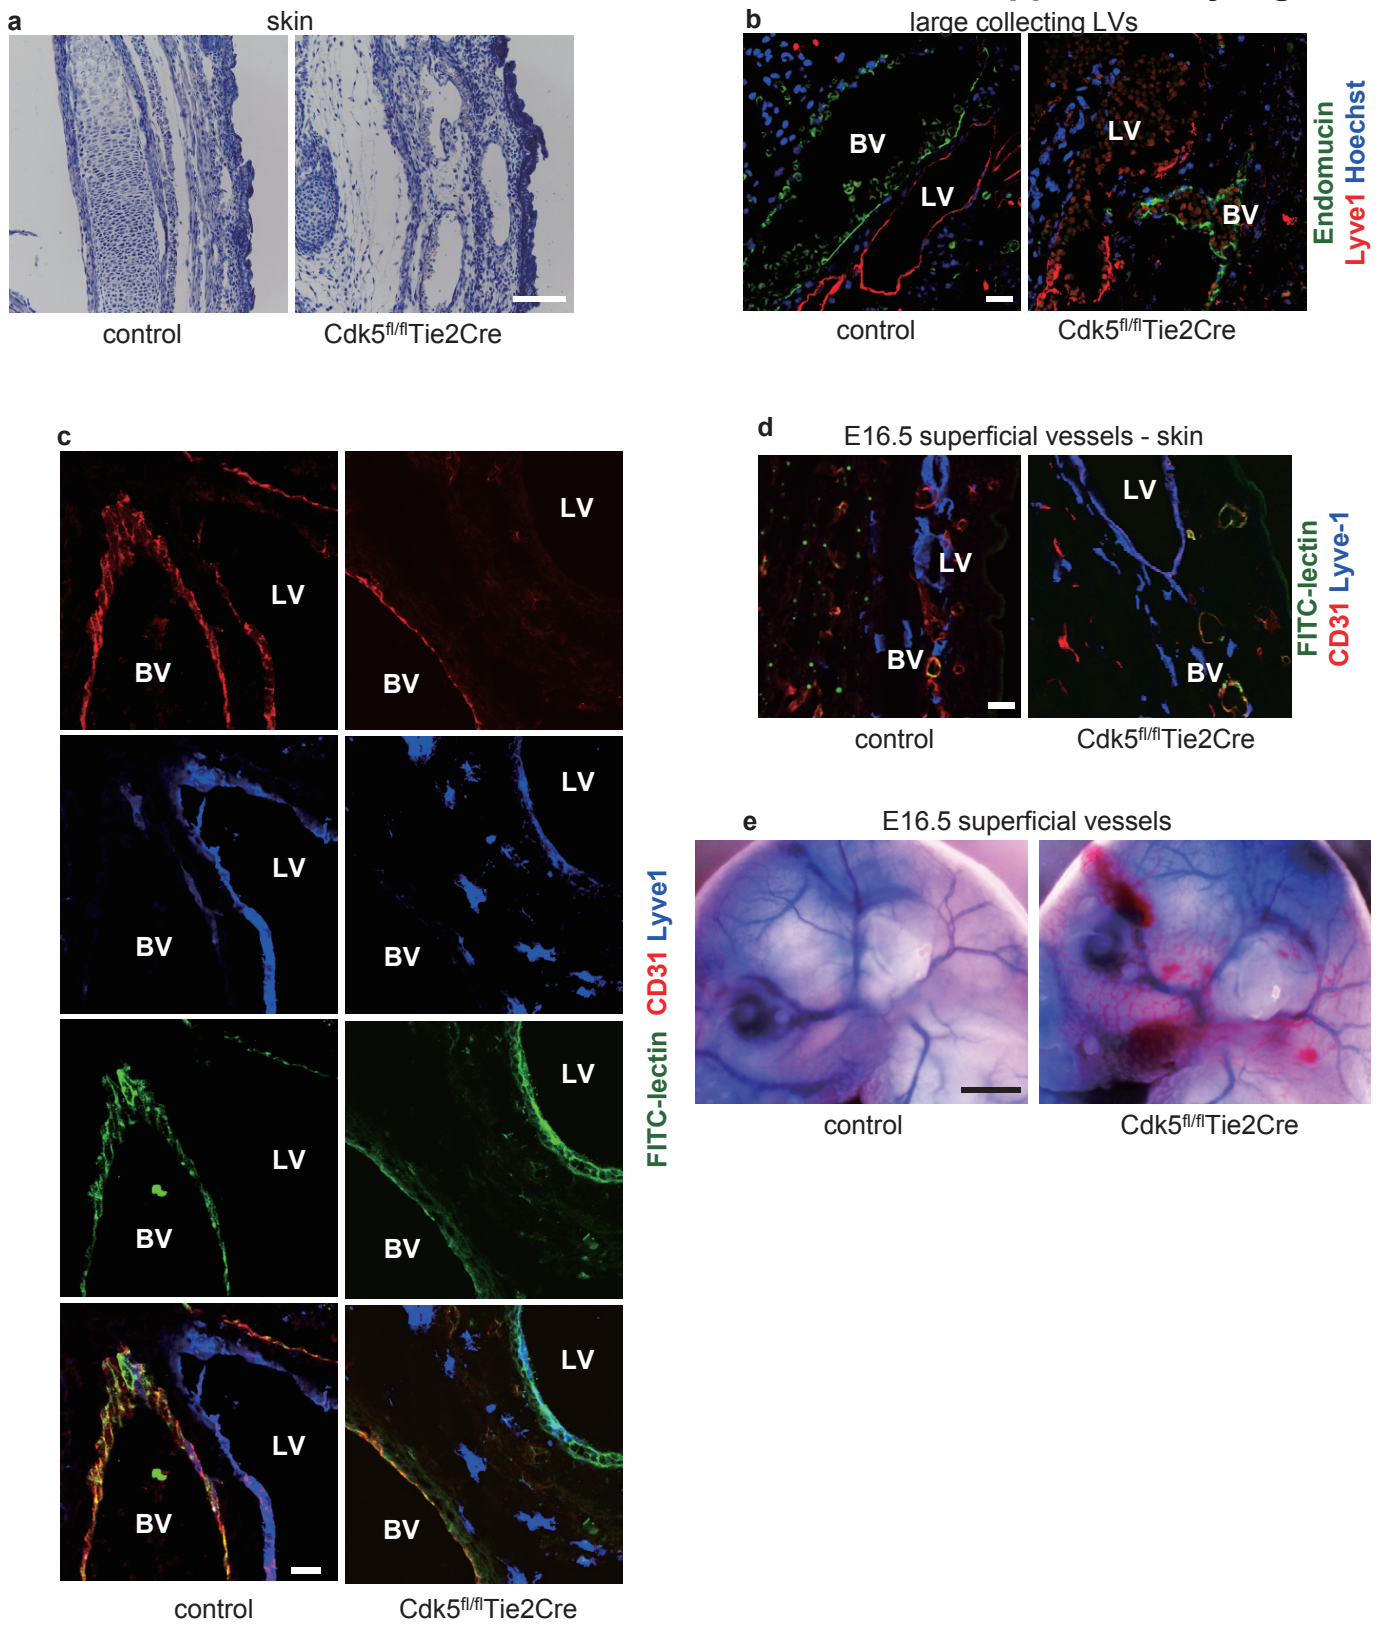 a
skin
control
Cdk5fl/flTie2Cre
b
large collecting LVs
BV
LV
LV
BV
control
Cdk5fl/flTie2Cre
Endomucin
Lyve1 Hoechst
c
LV
BV
LV
BV
LV
BV
LV
BV
LV
BV
LV
BV
LV
BV
LV
BV
control
Cdk5fl/flTie2Cre
FITC-lectin CD31 Lyve1
d
E16.5 superficial vessels - skin
LV
BV
LV
BV
control
Cdk5fl/flTie2Cre
FITC-lectin
CD31 Lyve-1
e
E16.5 superficial vessels
control
Cdk5fl/flTie2Cre